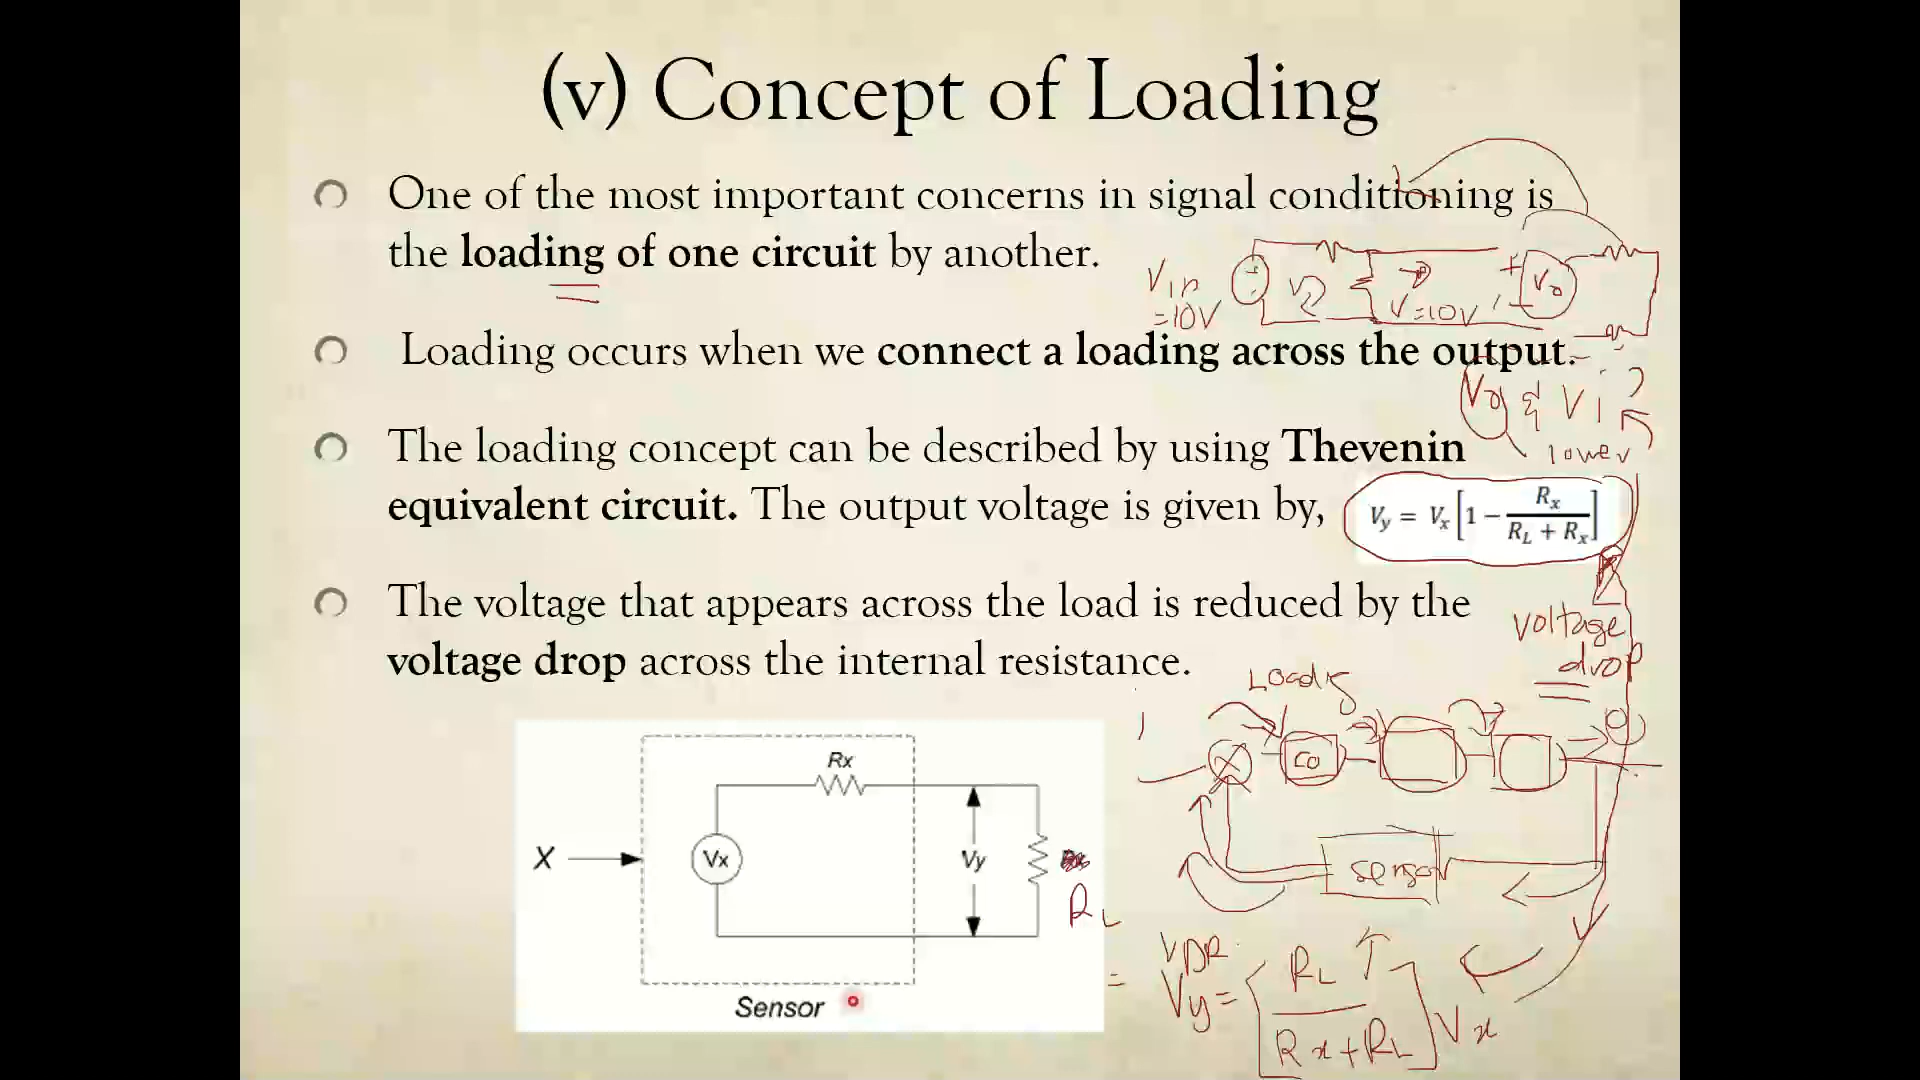 (v) Concept of Loading
One of the most important concerns in signal conditioning is
the loading of one circuit by another.
Vin
=10V
V=10V
+
Vo
Loading occurs when we connect a loading across the output.
Vo & Vi ?
lower
The loading concept can be described by using Thevenin
equivalent circuit. The output voltage is given by,
Vy = Vx [1 − Rx / (RL + Rx)]
The voltage that appears across the load is reduced by the
voltage drop across the internal resistance.
voltage
drop
Rx
X
Vx
Vy
RL
Sensor
sensor
VDR
Vy = [RL / (Rx+RL)] Vx